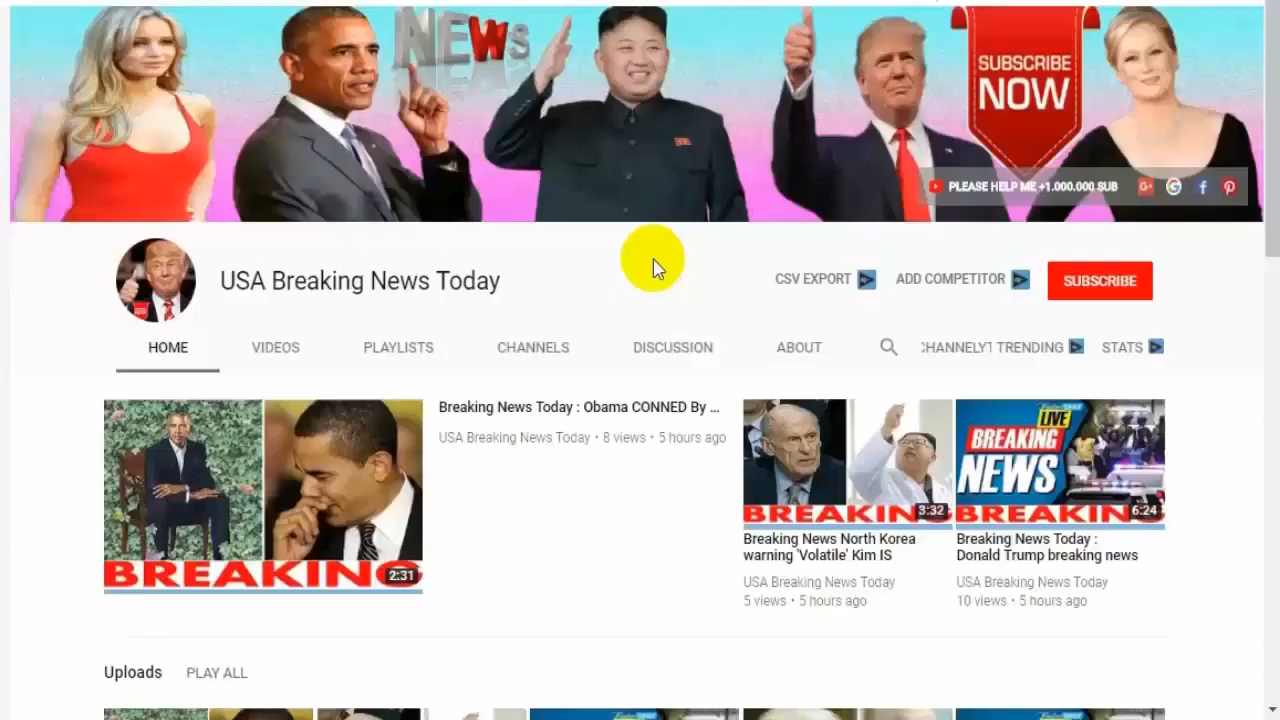 NEWS
SUBSCRIBE
NOW
PLEASE HELP ME +1.000.000 SUB
USA Breaking News Today
CSV EXPORT
ADD COMPETITOR
SUBSCRIBE
HOME
VIDEOS
PLAYLISTS
CHANNELS
DISCUSSION
ABOUT
TRENDING
STATS
BREAKING
2:31
Breaking News Today : Obama CONNED By ...
USA Breaking News Today • 8 views • 5 hours ago
BREAKIN
3:32
Breaking News North Korea
warning 'Volatile' Kim IS
USA Breaking News Today
5 views • 5 hours ago
LIVE
BREAKING
NEWS
BREAKIN
6:24
Breaking News Today :
Donald Trump breaking news
USA Breaking News Today
10 views • 5 hours ago
Uploads
PLAY ALL